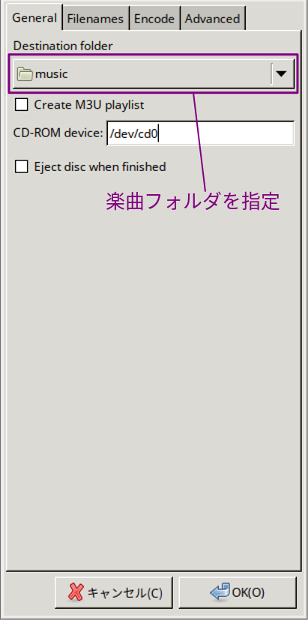 General Filenames Encode Advanced
Destination folder
music
Create M3U playlist
CD-ROM device: /dev/cd0
Eject disc when finished
楽曲フォルダを指定
キャンセル(C) OK(O)